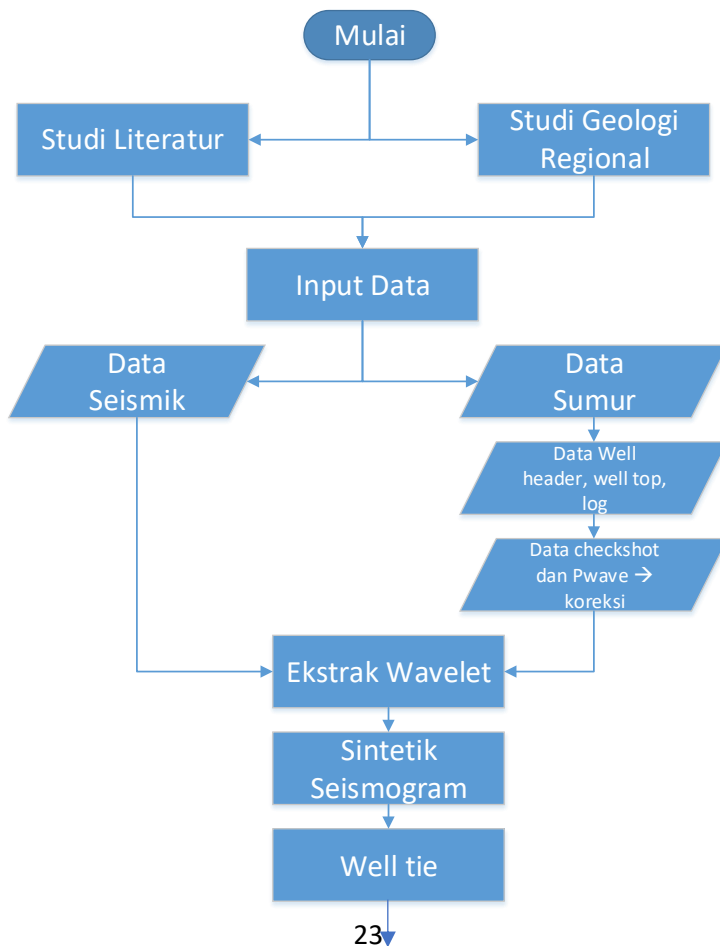 Mulai
Studi Literatur
Studi Geologi
Regional
Input Data
Data
Seismik
Data
Sumur
Data Well
header, well top,
log
Data checkshot
dan Pwave →
koreksi
Ekstrak Wavelet
Sintetik
Seismogram
Well tie
23